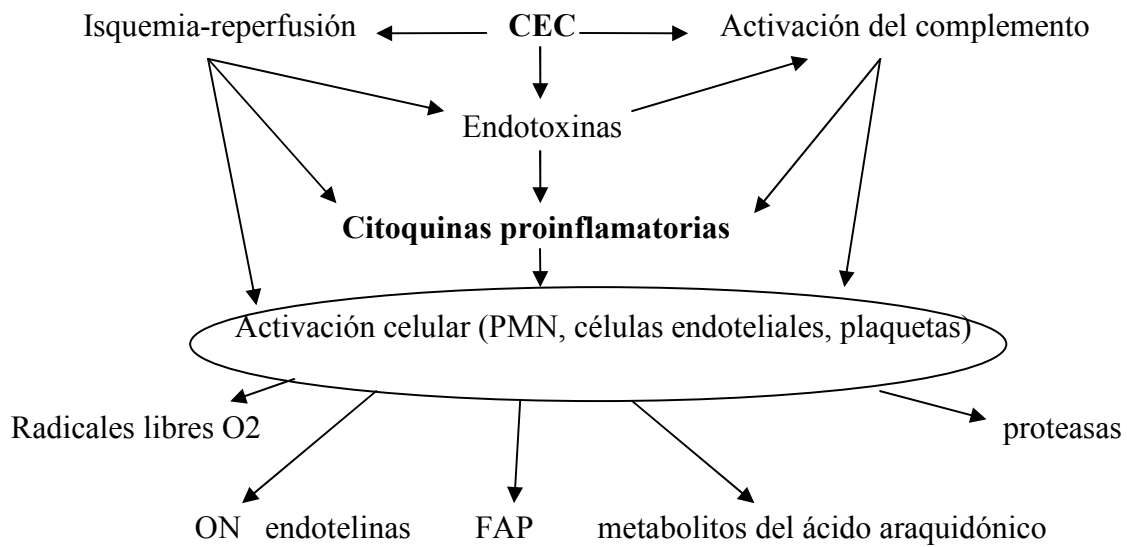 Isquemia-reperfusión CEC Activación del complemento
Endotoxinas
Citoquinas proinflamatorias
Activación celular (PMN, células endoteliales, plaquetas)
Radicales libres O2 proteasas
ON endotelinas FAP metabolitos del ácido araquidónico